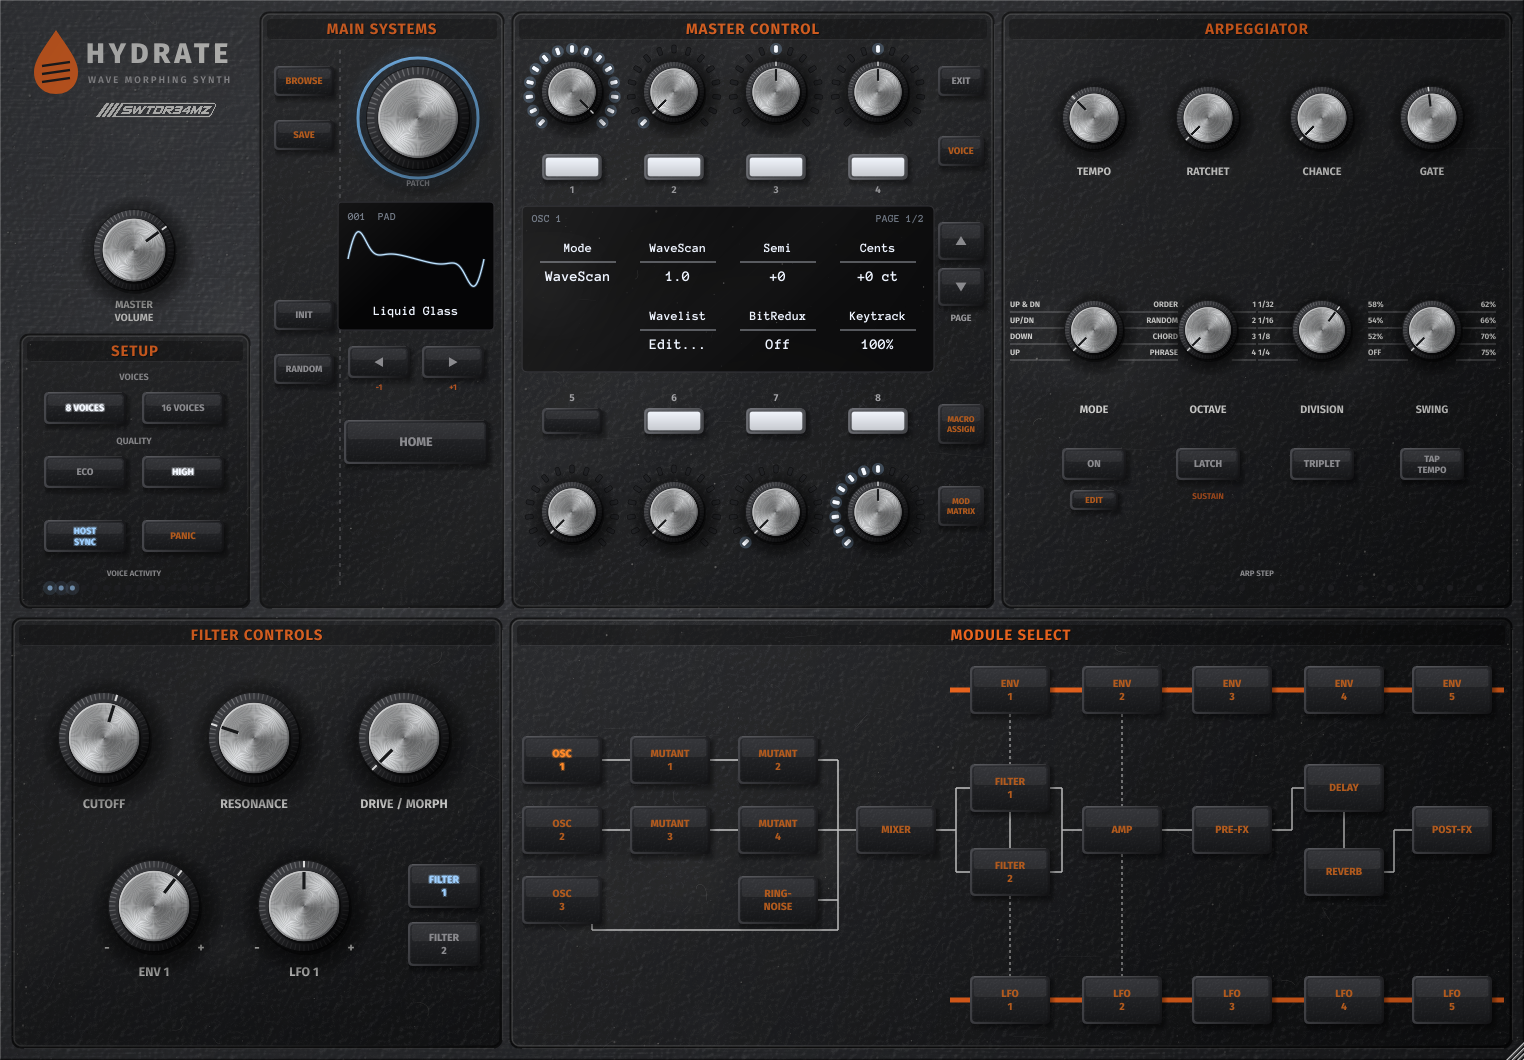 HYDRATE
WAVE MORPHING SYNTH
SWTDR34MZ
MASTER
VOLUME
SETUP
VOICES
8 VOICES
16 VOICES
QUALITY
ECO
HIGH
HOST
SYNC
PANIC
VOICE ACTIVITY
MAIN SYSTEMS
BROWSE
SAVE
PATCH
001 PAD
Liquid Glass
INIT
RANDOM
◀
▶
-1
+1
HOME
MASTER CONTROL
EXIT
VOICE
1
2
3
4
OSC 1
PAGE 1/2
Mode
WaveScan
Semi
Cents
WaveScan
1.0
+0
+0 ct
Wavelist
BitRedux
Keytrack
Edit...
Off
100%
▲
▼
PAGE
5
6
7
8
MACRO
ASSIGN
MOD
MATRIX
ARPEGGIATOR
TEMPO
RATCHET
CHANCE
GATE
UP & DN
UP/DN
DOWN
UP
ORDER
RANDOM
CHORD
PHRASE
1 1/32
2 1/16
3 1/8
4 1/4
58%
54%
52%
OFF
62%
66%
70%
75%
MODE
OCTAVE
DIVISION
SWING
ON
LATCH
TRIPLET
TAP
TEMPO
EDIT
SUSTAIN
ARP STEP
FILTER CONTROLS
CUTOFF
RESONANCE
DRIVE / MORPH
- +
- +
ENV 1
LFO 1
FILTER
1
FILTER
2
MODULE SELECT
ENV
1
ENV
2
ENV
3
ENV
4
ENV
5
OSC
1
MUTANT
1
MUTANT
2
OSC
2
MUTANT
3
MUTANT
4
OSC
3
RING-
NOISE
MIXER
FILTER
1
FILTER
2
AMP
PRE-FX
DELAY
REVERB
POST-FX
LFO
1
LFO
2
LFO
3
LFO
4
LFO
5